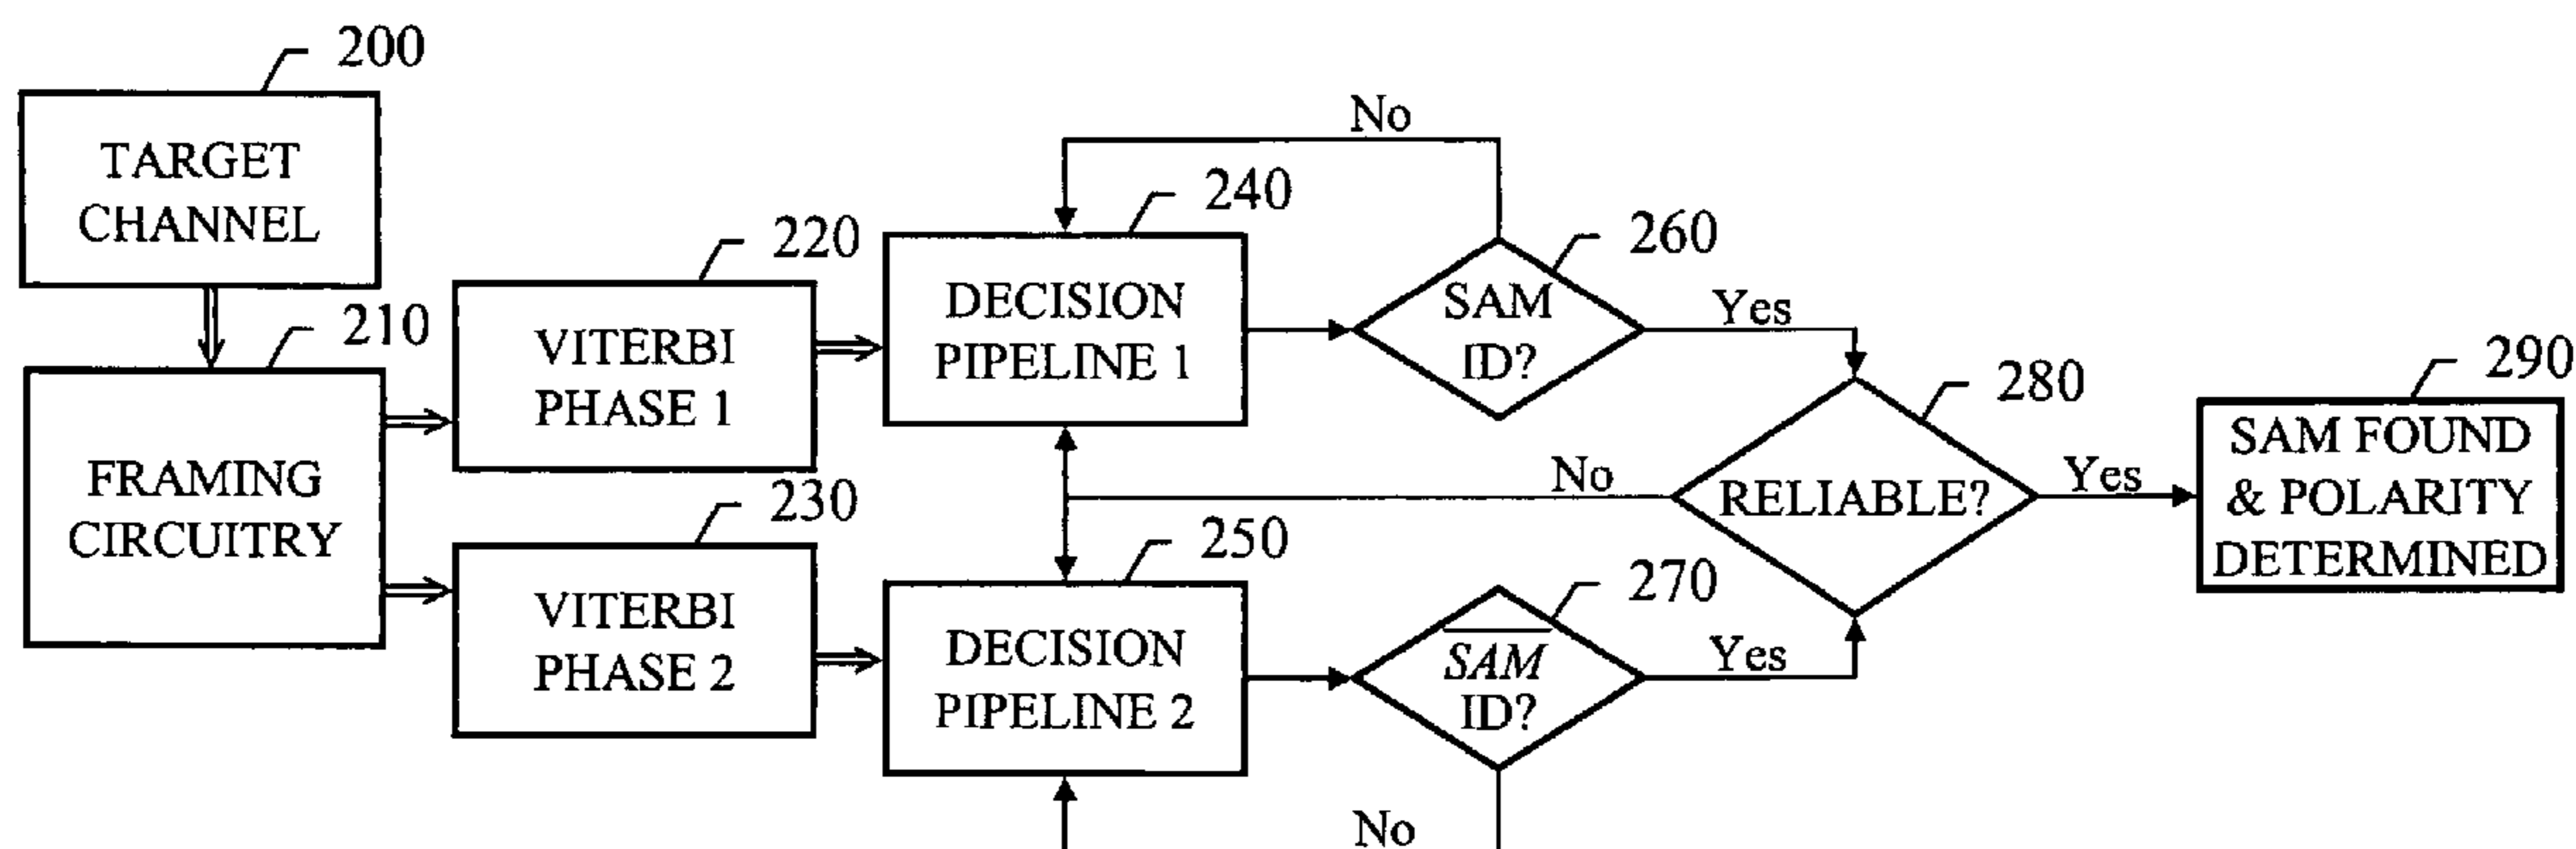 200
TARGET
CHANNEL
210
FRAMING
CIRCUITRY
220
VITERBI
PHASE 1
230
VITERBI
PHASE 2
240
DECISION
PIPELINE 1
250
DECISION
PIPELINE 2
No
260
SAM
ID?
Yes
270
S̅A̅M̅
ID?
Yes
No
280
RELIABLE?
No
Yes
290
SAM FOUND
& POLARITY
DETERMINED